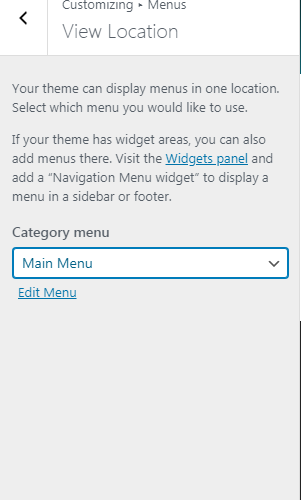 Customizing ▸ Menus
View Location
Your theme can display menus in one location.
Select which menu you would like to use.
If your theme has widget areas, you can also
add menus there. Visit the Widgets panel and
add a “Navigation Menu widget” to display a
menu in a sidebar or footer.
Category menu
Main Menu
Edit Menu